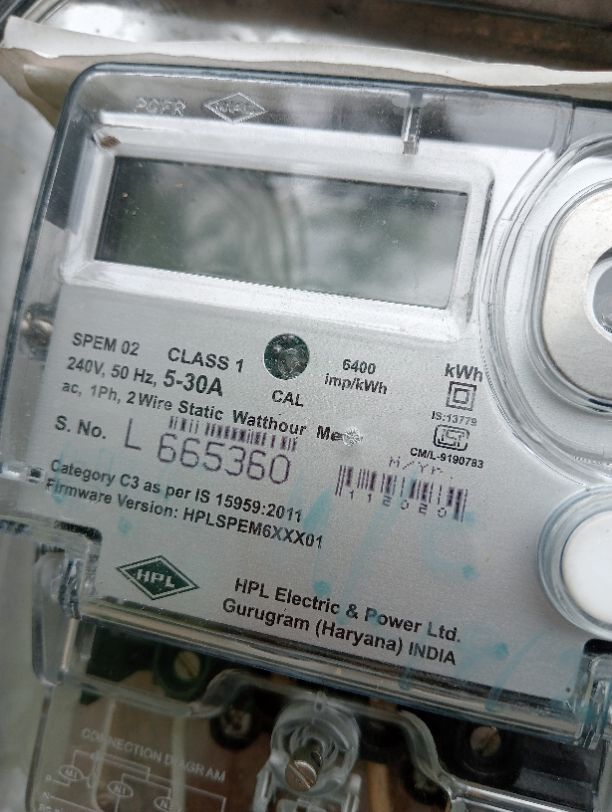 SPEM 02 CLASS 1 6400 imp/kWh kWh
240V, 50 Hz, 5-30A CAL IS:13779
ac, 1Ph, 2 Wire Static Watthour
CM/L-9190783
S. No. L 665360 M/YR.
112020
Category C3 as per IS 15959:2011
Firmware Version: HPLSPEM6XXX01
HPL
HPL Electric & Power Ltd.
Gurugram (Haryana) INDIA
CONNECTION DIAGRAM